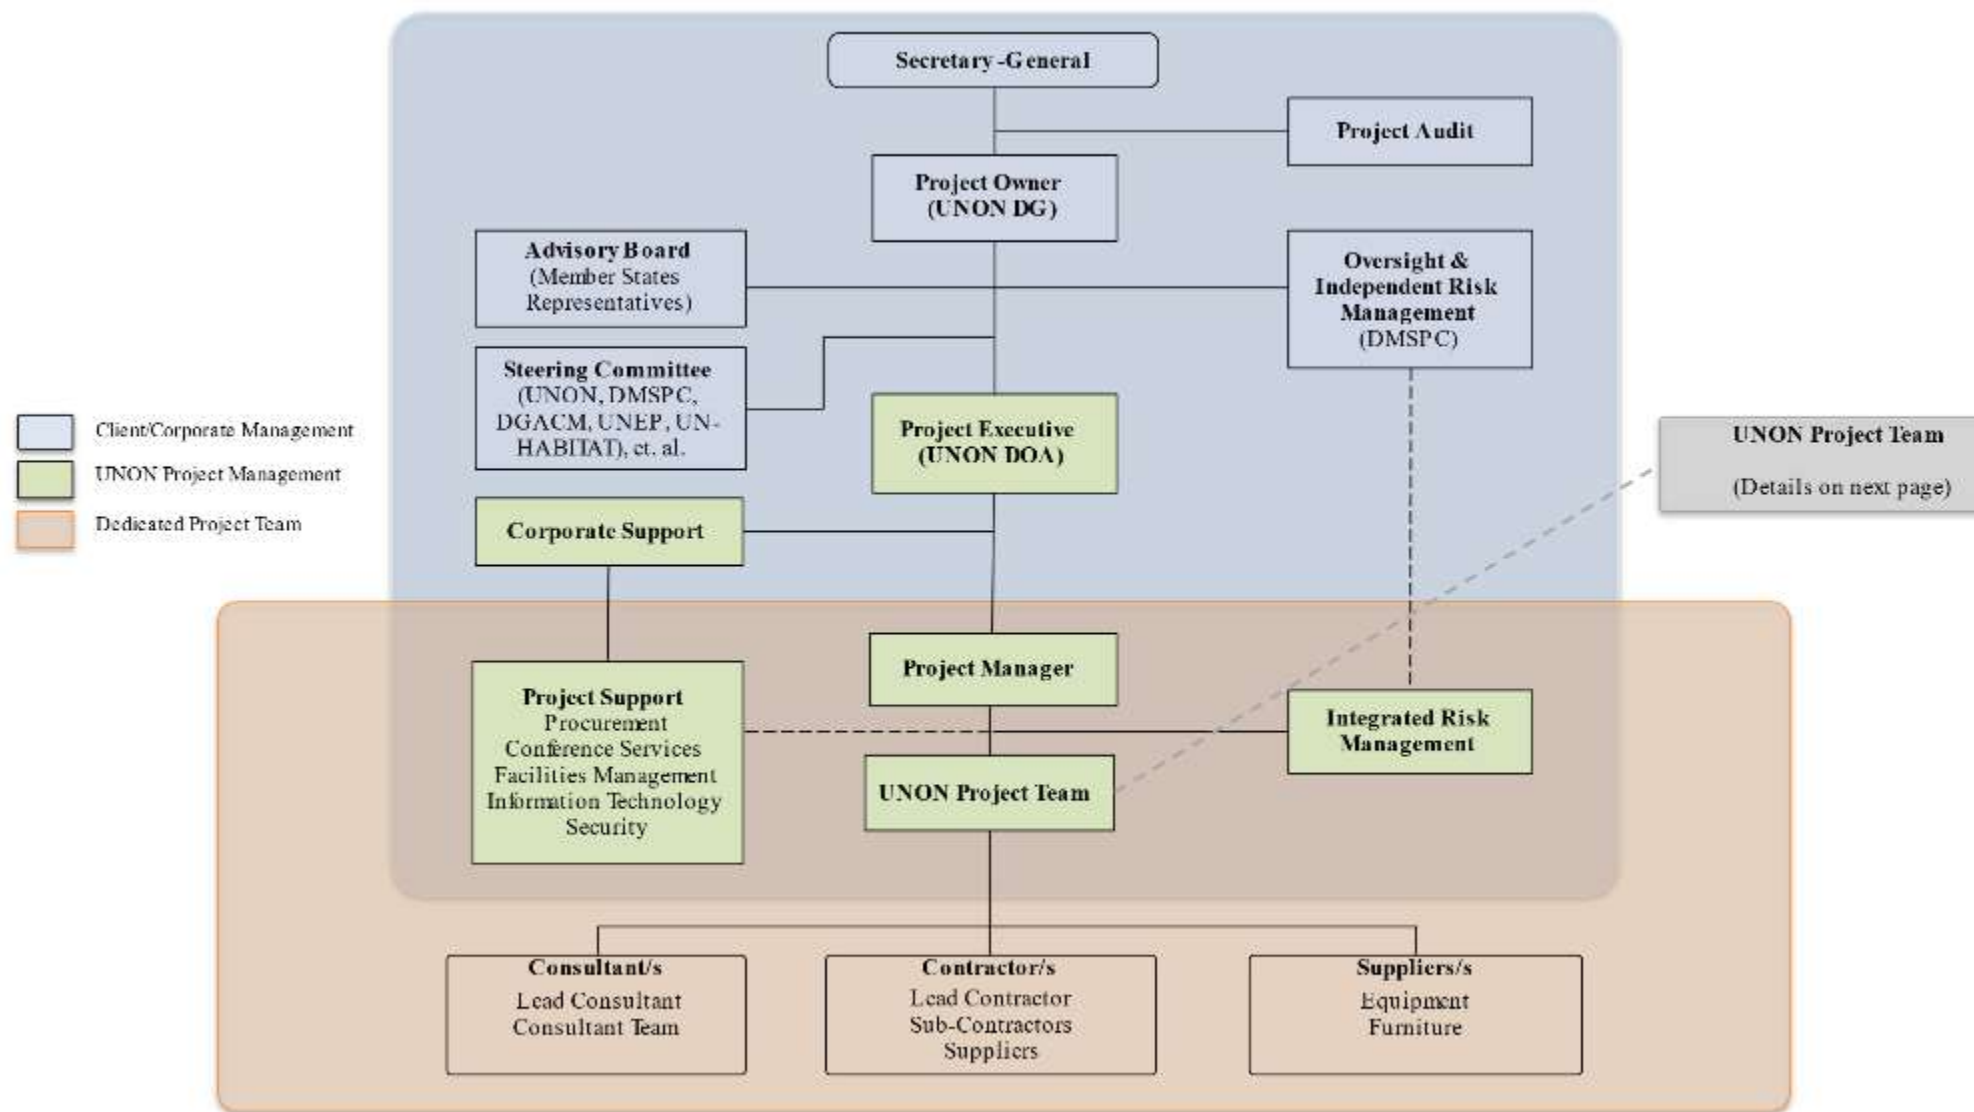 Secretary-General
Project Audit
Project Owner
(UNON DG)
Advisory Board
(Member States
Representatives)
Oversight &
Independent Risk
Management
(DMSPC)
Steering Committee
(UNON, DMSPC,
DGACM, UNEP, UN-
HABITAT), ct. al.
Project Executive
(UNON DOA)
Client/Corporate Management
UNON Project Management
Dedicated Project Team
UNON Project Team
(Details on next page)
Corporate Support
Project Manager
Project Support
Procurement
Conference Services
Facilities Management
Information Technology
Security
Integrated Risk
Management
UNON Project Team
Consultant/s
Lead Consultant
Consultant Team
Contractor/s
Lead Contractor
Sub-Contractors
Suppliers
Suppliers/s
Equipment
Furniture